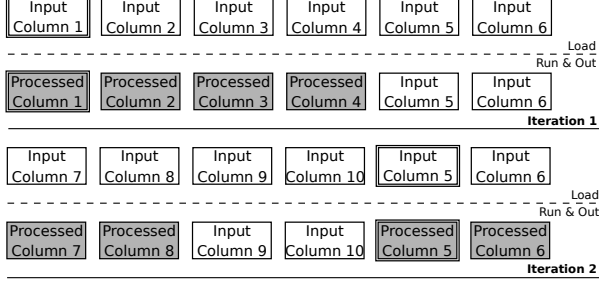 Input Input Input Input Input Input
Column 1 Column 2 Column 3 Column 4 Column 5 Column 6
Load
Run & Out
Processed Processed Processed Processed Input Input
Column 1 Column 2 Column 3 Column 4 Column 5 Column 6
Iteration 1
Input Input Input Input Input Input
Column 7 Column 8 Column 9 Column 10 Column 5 Column 6
Load
Run & Out
Processed Processed Input Input Processed Processed
Column 7 Column 8 Column 9 Column 10 Column 5 Column 6
Iteration 2